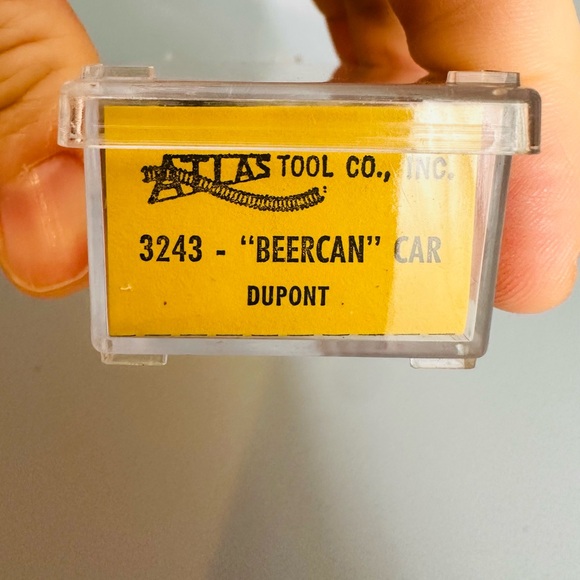 ATLAS TOOL CO., INC.
3243 - "BEERCAN" CAR
DUPONT